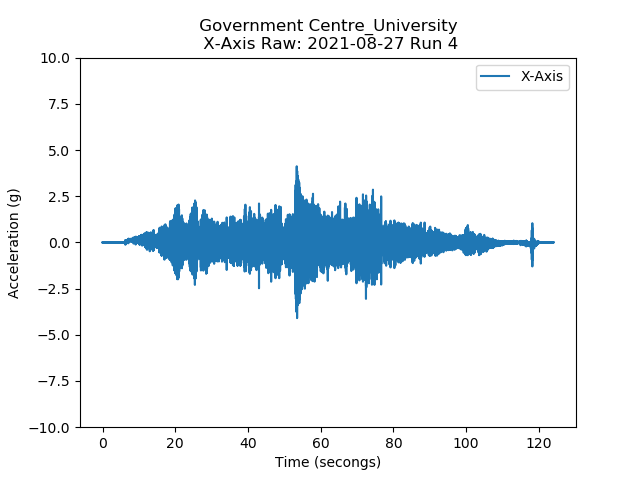 Government Centre_University
X-Axis Raw: 2021-08-27 Run 4
X-Axis
10.0
7.5
5.0
2.5
0.0
−2.5
−5.0
−7.5
−10.0
Acceleration (g)
0 20 40 60 80 100 120
Time (secongs)